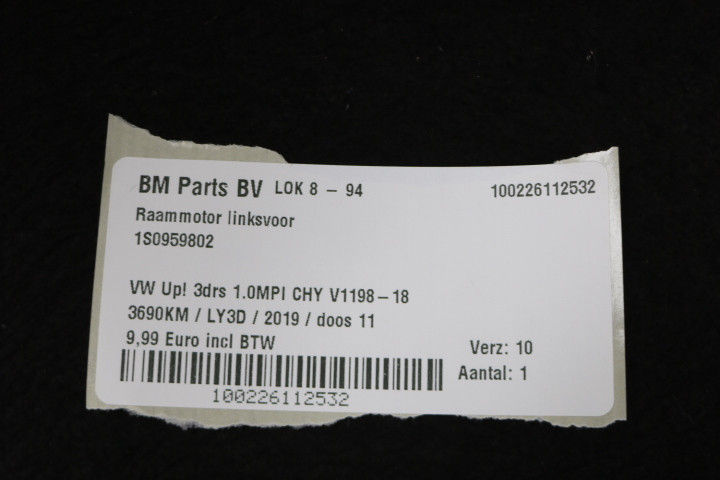 BM Parts BV LOK 8 - 94 100226112532
Raammotor linksvoor
1S0959802
VW Up! 3drs 1.0MPI CHY V1198-18
3690KM / LY3D / 2019 / doos 11
9,99 Euro incl BTW Verz: 10
Aantal: 1
100226112532